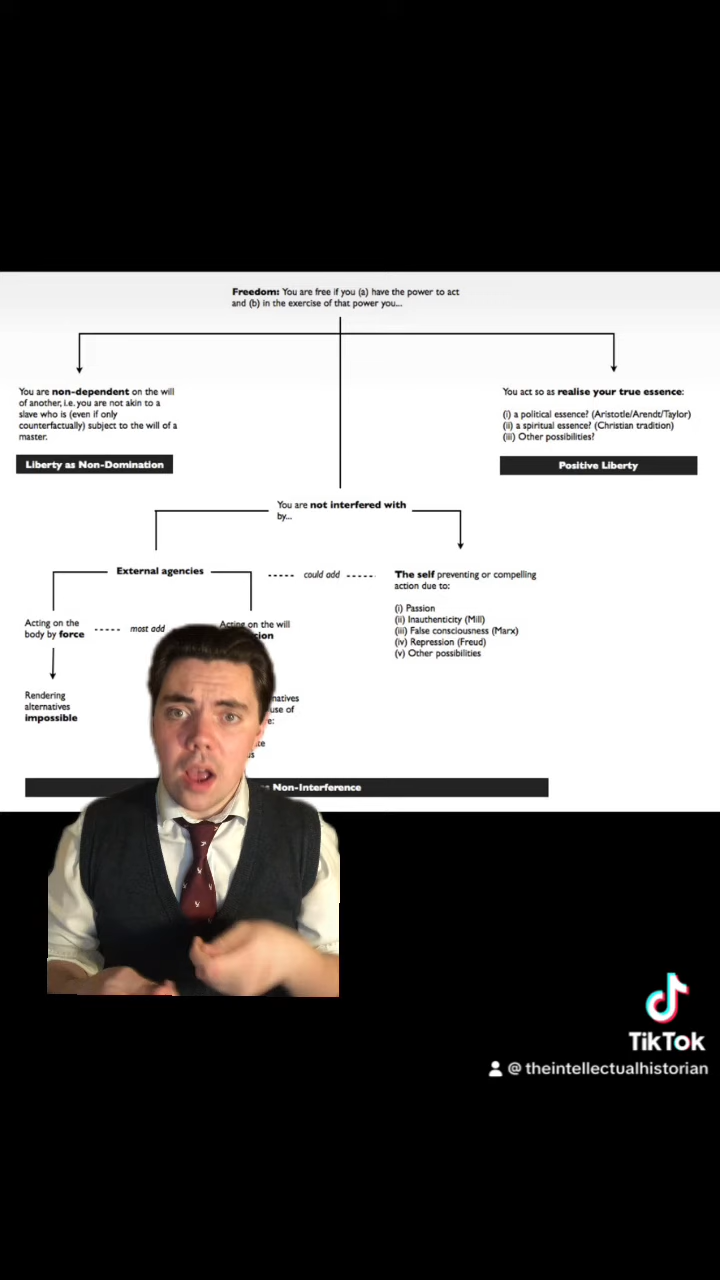 Freedom: You are free if you (a) have the power to act
and (b) in the exercise of that power you...
You are non-dependent on the will
of another, i.e. you are not akin to a
slave who is (even if only
counterfactually) subject to the will of a
master.
Liberty as Non-Domination
You act so as realise your true essence:
(i) a political essence? (Aristotle/Arendt/Taylor)
(ii) a spiritual essence? (Christian tradition)
(iii) Other possibilities?
Positive Liberty
You are not interfered with
by...
External agencies
could add
The self preventing or compelling
action due to:
(i) Passion
(ii) Inauthenticity (Mill)
(iii) False consciousness (Marx)
(iv) Repression (Freud)
(v) Other possibilities
Acting on the
body by force
most add
Acting on the will
Rendering
alternatives
impossible
use of
Non-Interference
TikTok
@theintellectualhistorian